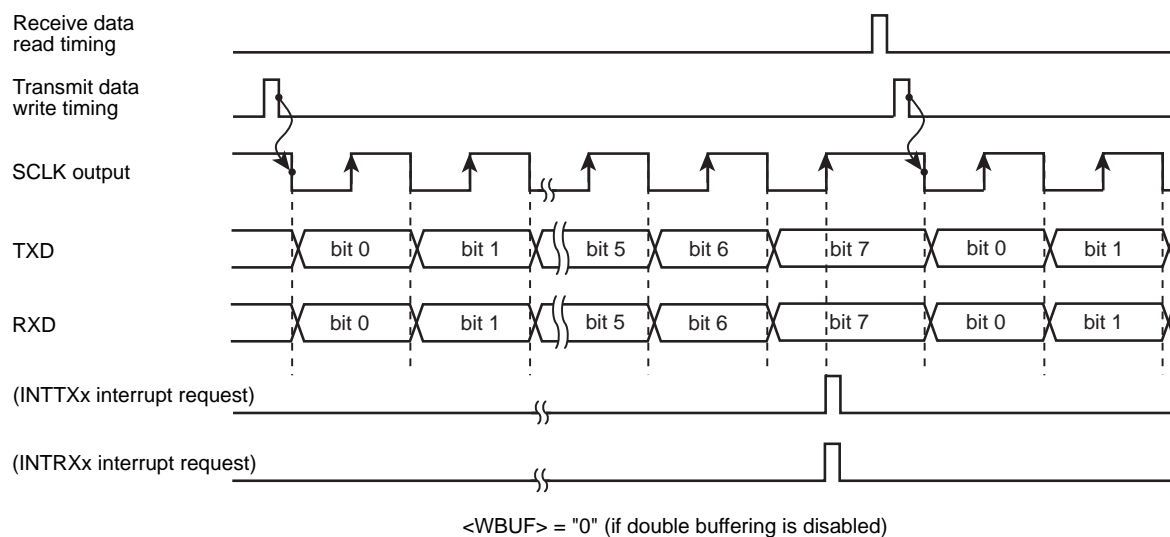 Receive data
read timing
Transmit data
write timing
SCLK output
TXD
bit 0
bit 1
bit 5
bit 6
bit 7
bit 0
bit 1
RXD
bit 0
bit 1
bit 5
bit 6
bit 7
bit 0
bit 1
(INTTXx interrupt request)
(INTRXx interrupt request)
<WBUF> = "0" (if double buffering is disabled)